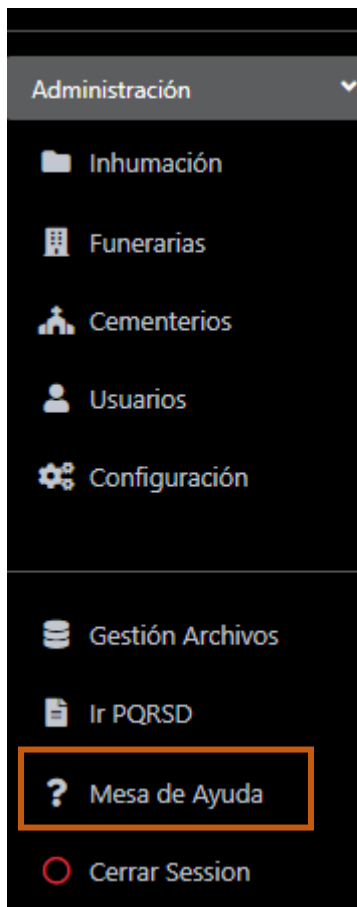 Administración
Inhumación
Funerarias
Cementerios
Usuarios
Configuración
Gestión Archivos
Ir PQRSD
? Mesa de Ayuda
Cerrar Session